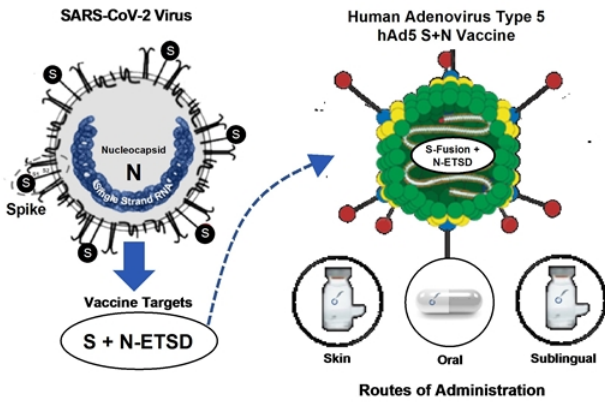 SARS-CoV-2 Virus
S
S
S
S
S
S
Nucleocapsid
N
Single Strand RNA
Spike
Vaccine Targets
S + N-ETSD
Human Adenovirus Type 5
hAd5 S+N Vaccine
S-Fusion +
N-ETSD
Skin
Oral
Sublingual
Routes of Administration